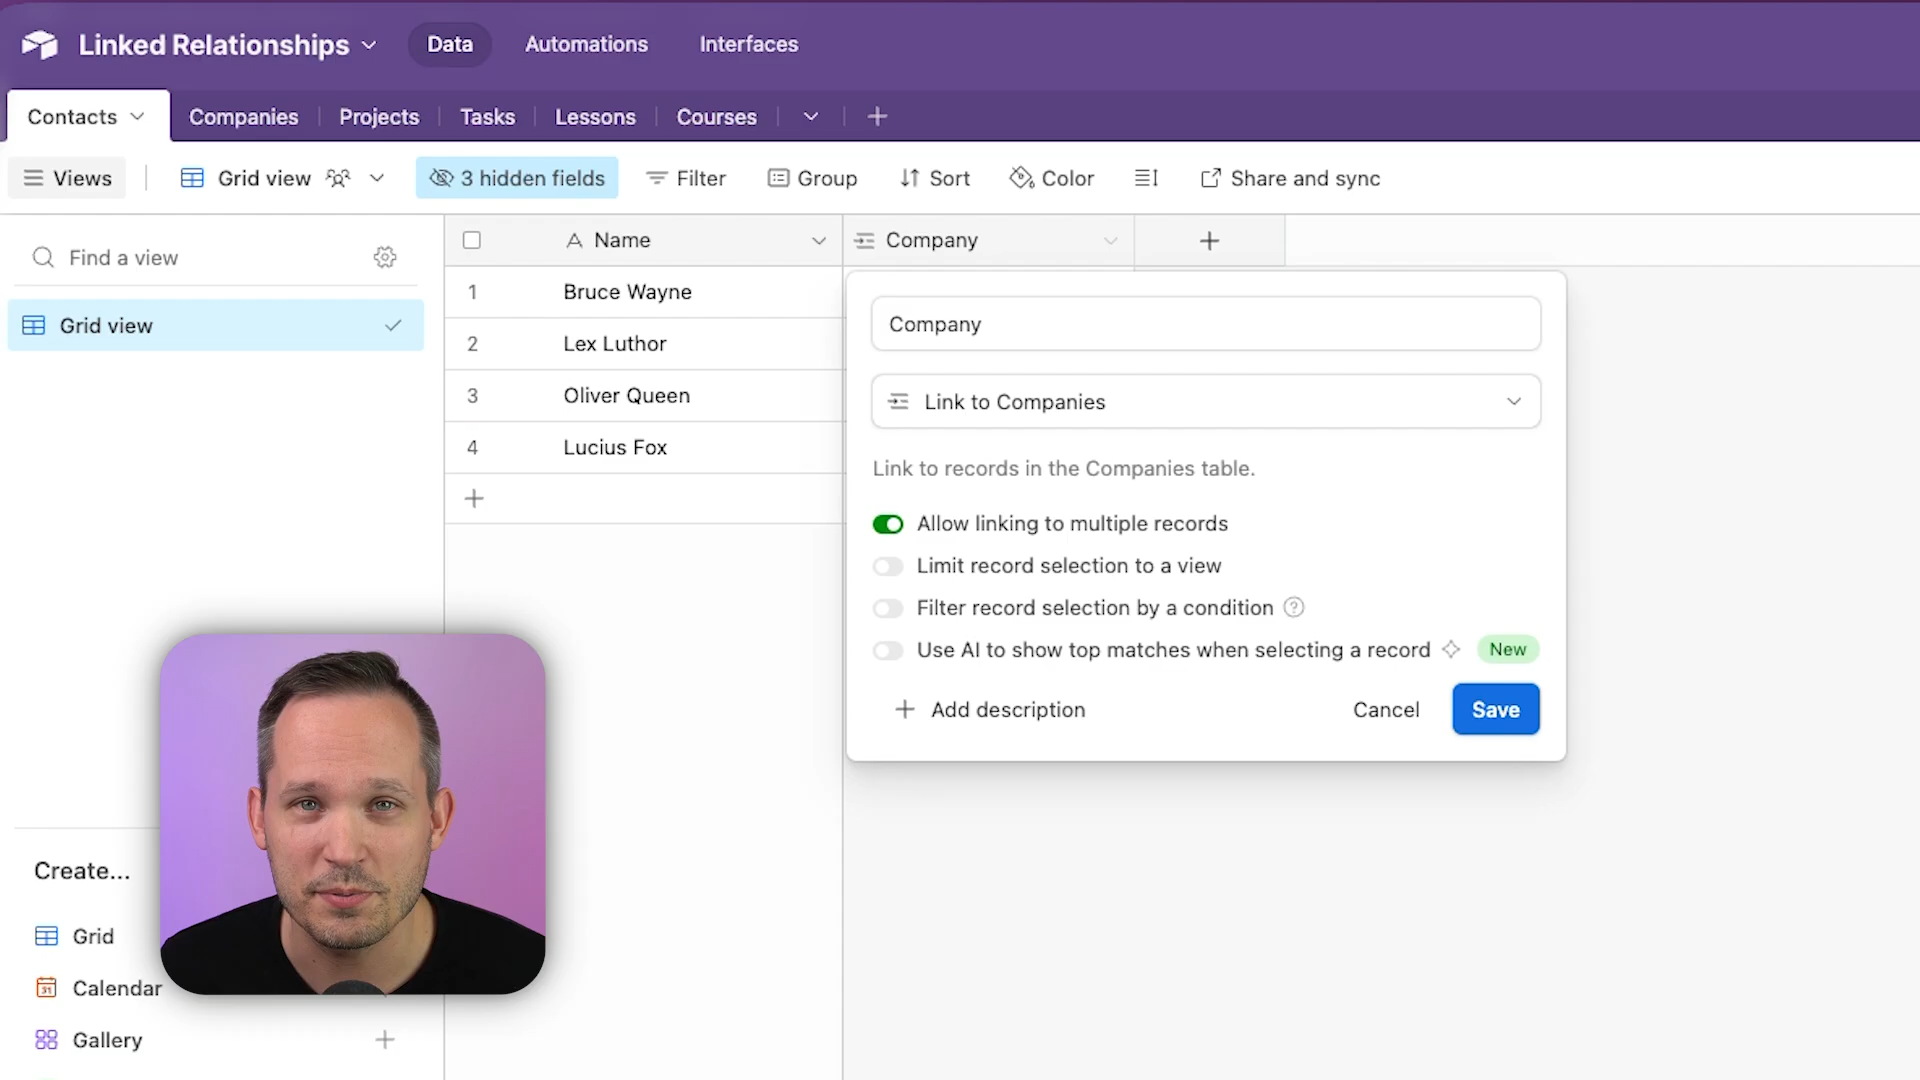 Linked Relationships
Data
Automations
Interfaces
Contacts
Companies
Projects
Tasks
Lessons
Courses
Views
Grid view
3 hidden fields
Filter
Group
Sort
Color
Share and sync
Find a view
Grid view
Name
Company
1 Bruce Wayne
2 Lex Luthor
3 Oliver Queen
4 Lucius Fox
Company
Link to Companies
Link to records in the Companies table.
Allow linking to multiple records
Limit record selection to a view
Filter record selection by a condition
Use AI to show top matches when selecting a record New
Add description
Cancel
Save
Create...
Grid
31 Calendar
Gallery